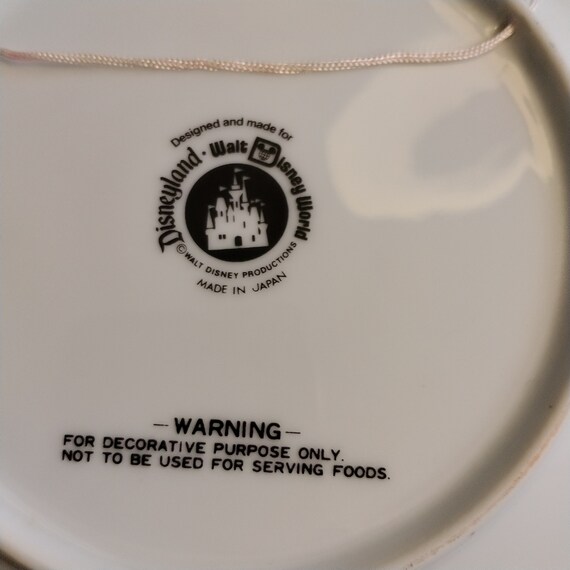 Designed and made for
Disneyland · Walt Disney World
© WALT DISNEY PRODUCTIONS
MADE IN JAPAN
— WARNING —
FOR DECORATIVE PURPOSE ONLY.
NOT TO BE USED FOR SERVING FOODS.